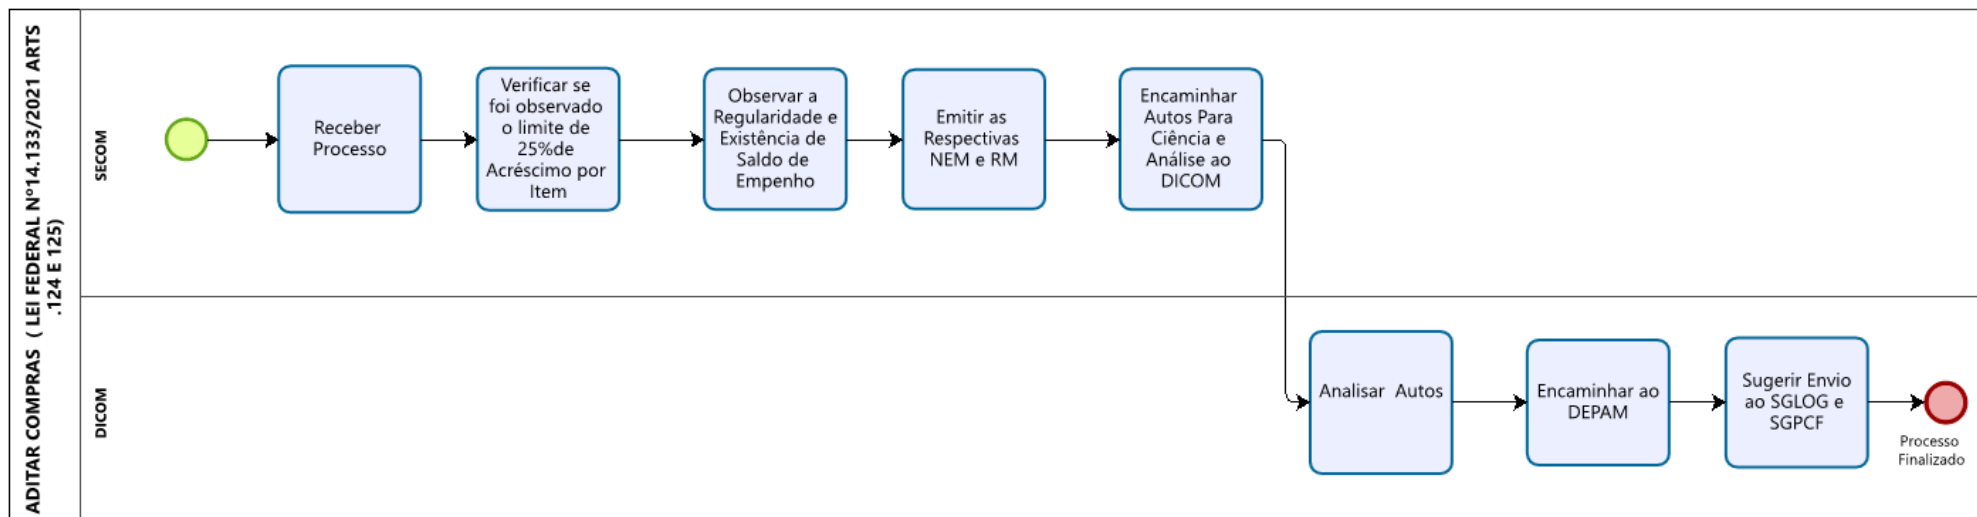 ADITAR COMPRAS ( LEI FEDERAL Nº14.133/2021 ARTS
.124 E 125)
SECOM
Receber
Processo
Verificar se
foi observado
o limite de
25%de
Acréscimo por
Item
Observar a
Regularidade e
Existência de
Saldo de
Empenho
Emitir as
Respectivas
NEM e RM
Encaminhar
Autos Para
Ciência e
Análise ao
DICOM
DICOM
Analisar Autos
Encaminhar ao
DEPAM
Sugerir Envio
ao SGLOG e
SGPCF
Processo
Finalizado